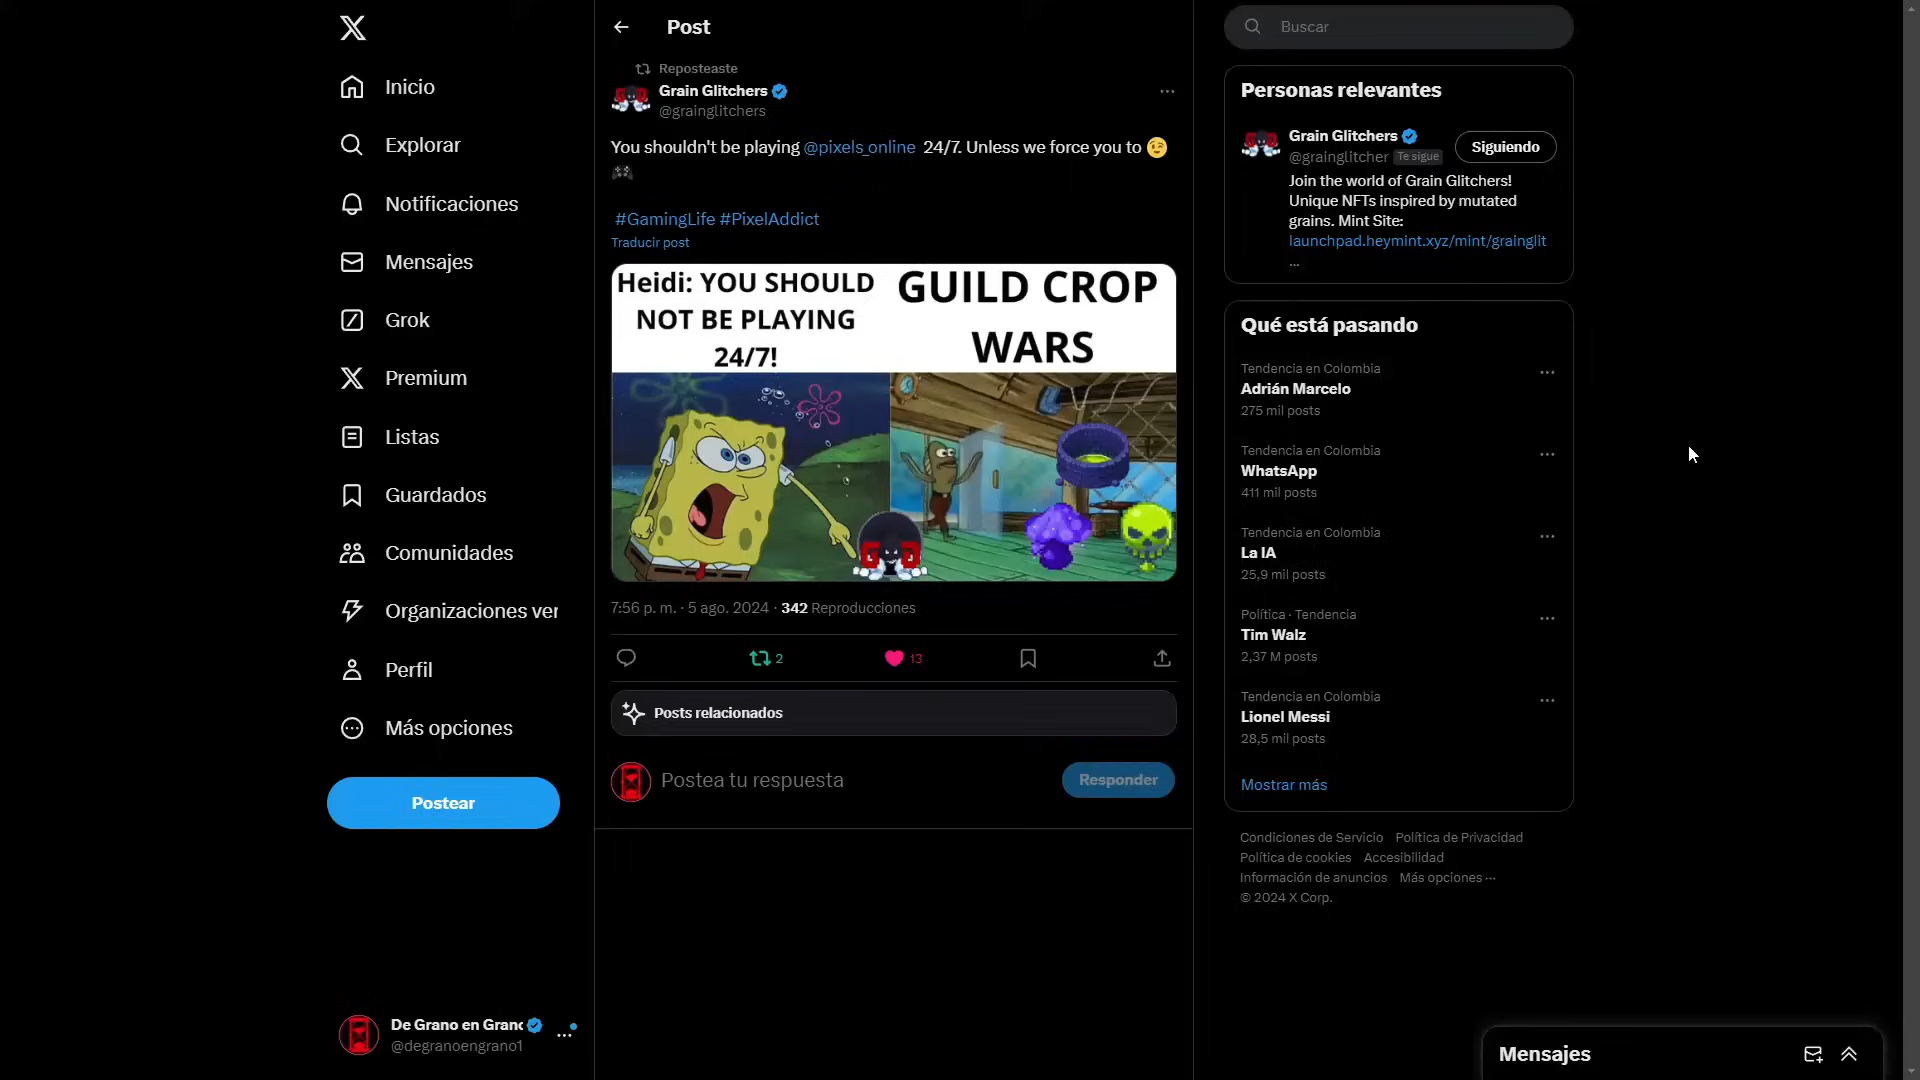 Inicio
Explorar
Notificaciones
Mensajes
Grok
Premium
Listas
Guardados
Comunidades
Organizaciones ver
Perfil
Más opciones
Postear
De Grano en Grano
@degranoengrano1
Post
Reposteaste
Grain Glitchers
@grainglitchers
You shouldn't be playing @pixels_online 24/7. Unless we force you to 😉
🎮
#GamingLife #PixelAddict
Traducir post
Heidi: YOU SHOULD
NOT BE PLAYING
24/7!
GUILD CROP
WARS
7:56 p. m. · 5 ago. 2024 · 342 Reproducciones
2
13
Posts relacionados
Postea tu respuesta
Responder
Buscar
Personas relevantes
Grain Glitchers
@grainglitcher Te sigue
Siguiendo
Join the world of Grain Glitchers!
Unique NFTs inspired by mutated
grains. Mint Site:
launchpad.heymint.xyz/mint/grainglit
...
Qué está pasando
Tendencia en Colombia
Adrián Marcelo
275 mil posts
Tendencia en Colombia
WhatsApp
411 mil posts
Tendencia en Colombia
La IA
25,9 mil posts
Política · Tendencia
Tim Walz
2,37 M posts
Tendencia en Colombia
Lionel Messi
28,5 mil posts
Mostrar más
Condiciones de Servicio Política de Privacidad
Política de cookies Accesibilidad
Información de anuncios Más opciones ···
© 2024 X Corp.
Mensajes